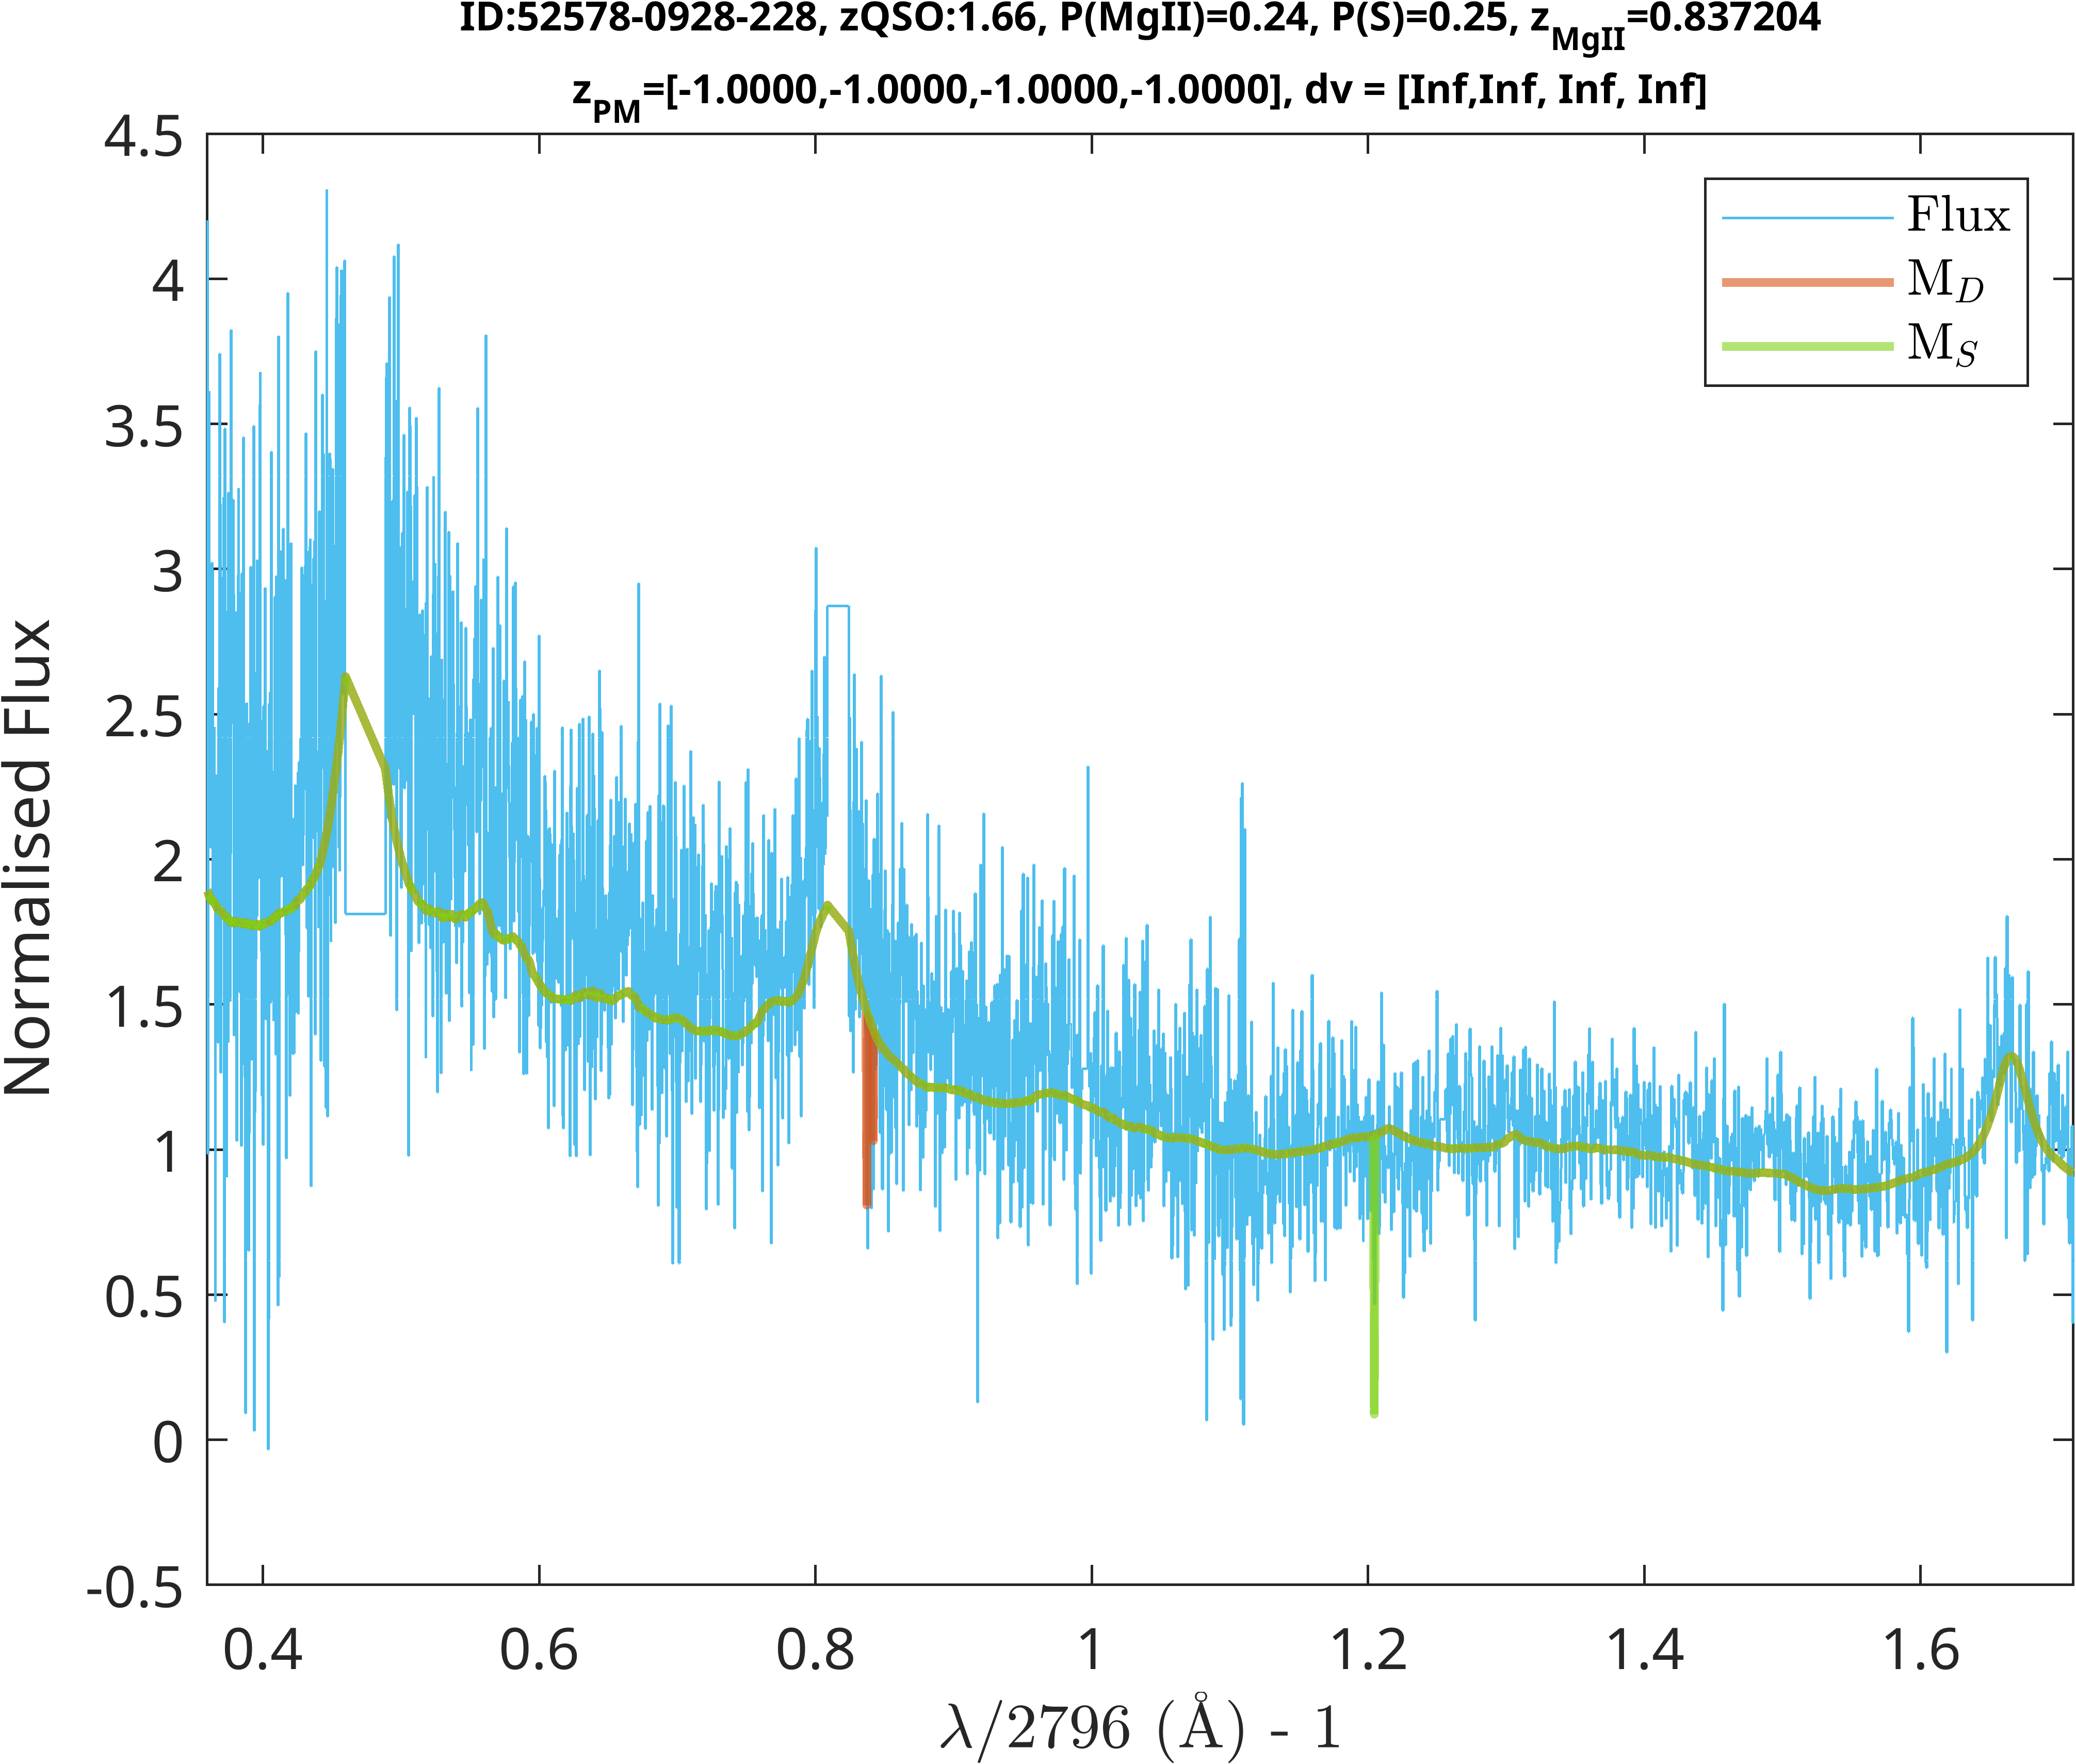 ID:52578-0928-228, zQSO:1.66, P(MgII)=0.24, P(S)=0.25, zMgII=0.837204
zPM=[-1.0000,-1.0000,-1.0000,-1.0000], dv = [Inf,Inf, Inf, Inf]
4.5
4
3.5
3
2.5
2
1.5
1
0.5
0
-0.5
Normalised Flux
Flux
MD
MS
0.4 0.6 0.8 1 1.2 1.4 1.6
λ/2796 (Å) - 1